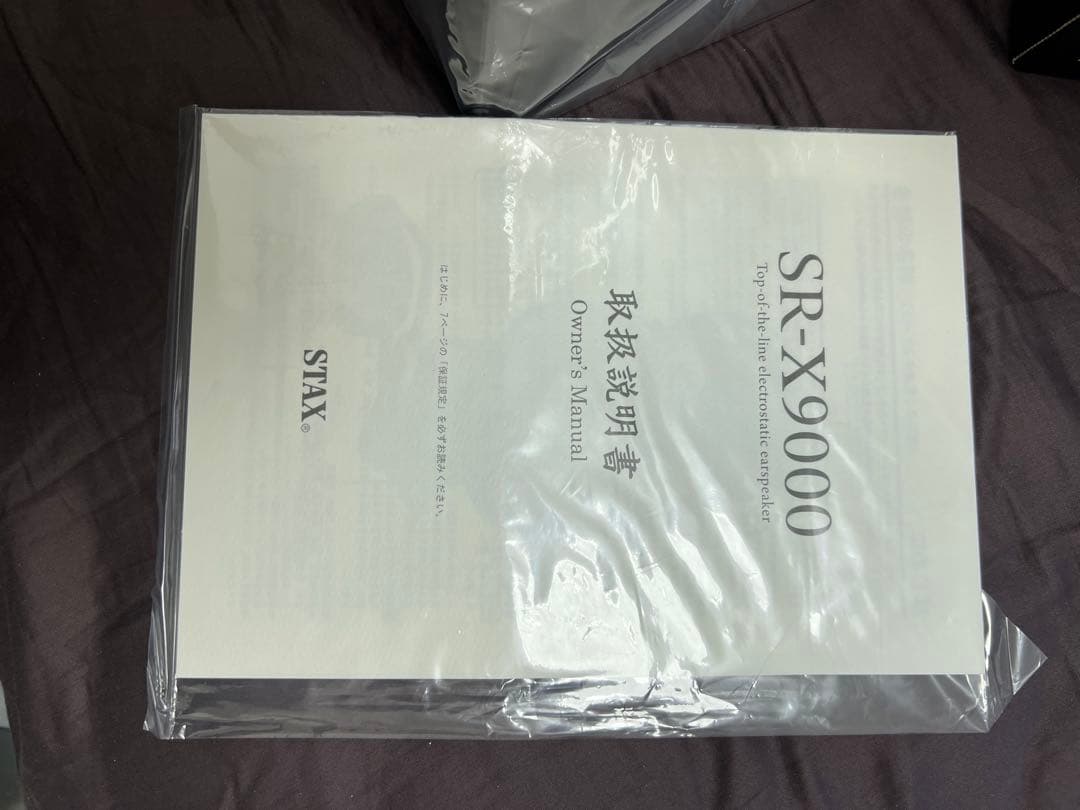 SR-X9000
Top-of-the-line electrostatic earspeaker
取扱説明書
Owner's Manual
はじめに、7ページの「保証規定」を必ずお読みください。
STAX®